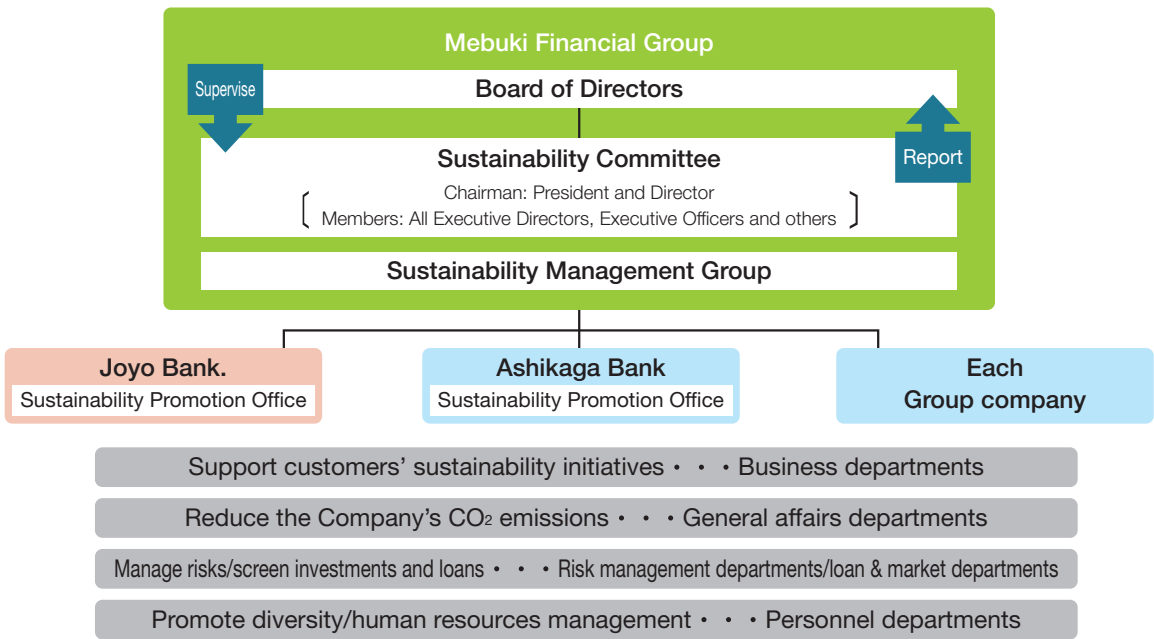 Mebuki Financial Group
Supervise
Board of Directors
Sustainability Committee
Report
Chairman: President and Director
Members: All Executive Directors, Executive Officers and others
Sustainability Management Group
Joyo Bank.
Sustainability Promotion Office
Ashikaga Bank
Sustainability Promotion Office
Each
Group company
Support customers’ sustainability initiatives・・・Business departments
Reduce the Company’s CO₂ emissions・・・General affairs departments
Manage risks/screen investments and loans・・・Risk management departments/loan & market departments
Promote diversity/human resources management・・・Personnel departments